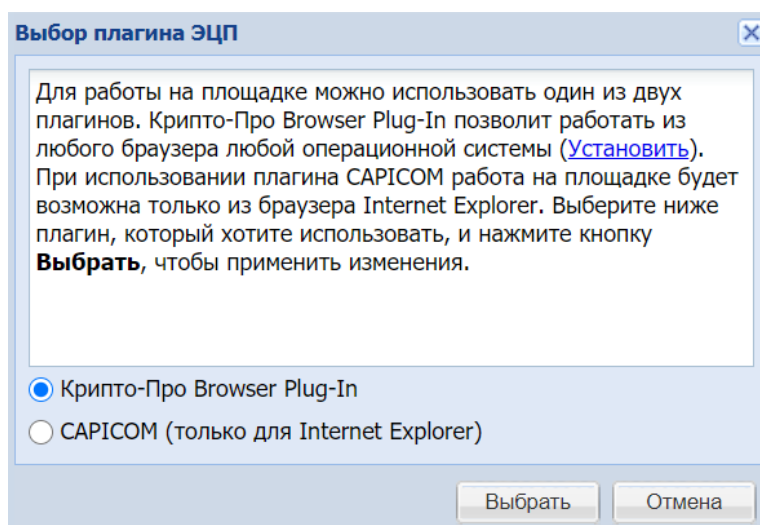 Выбор плагина ЭЦП
Для работы на площадке можно использовать один из двух
плагинов. Крипто-Про Browser Plug-In позволит работать из
любого браузера любой операционной системы (Установить).
При использовании плагина CAPICOM работа на площадке будет
возможна только из браузера Internet Explorer. Выберите ниже
плагин, который хотите использовать, и нажмите кнопку
Выбрать, чтобы применить изменения.
Крипто-Про Browser Plug-In
CAPICOM (только для Internet Explorer)
Выбрать
Отмена